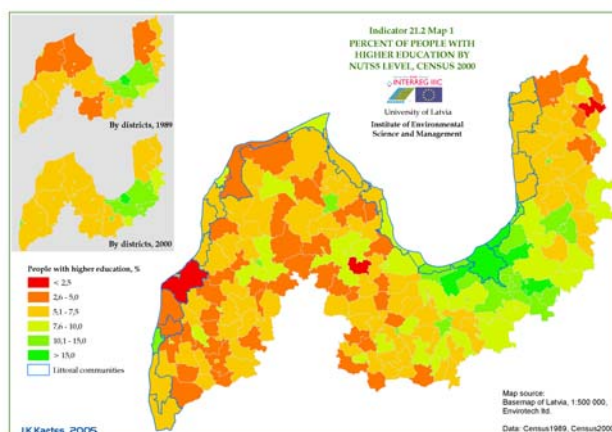 Indicator 21.2 Map 1
PERCENT OF PEOPLE WITH
HIGHER EDUCATION BY
NUTS5 LEVEL, CENSUS 2000
INTERREG IIIC
University of Latvia
Institute of Environmental
Science and Management
By districts, 1989
By districts, 2000
People with higher education, %
< 2,5
2,6 - 5,0
5,1 - 7,5
7,6 - 10,0
10,1 - 15,0
> 15,0
Littoral communities
Map source:
Basemap of Latvia, 1:500 000,
Envirotech ltd.
Data: Census1989, Census2000
2005